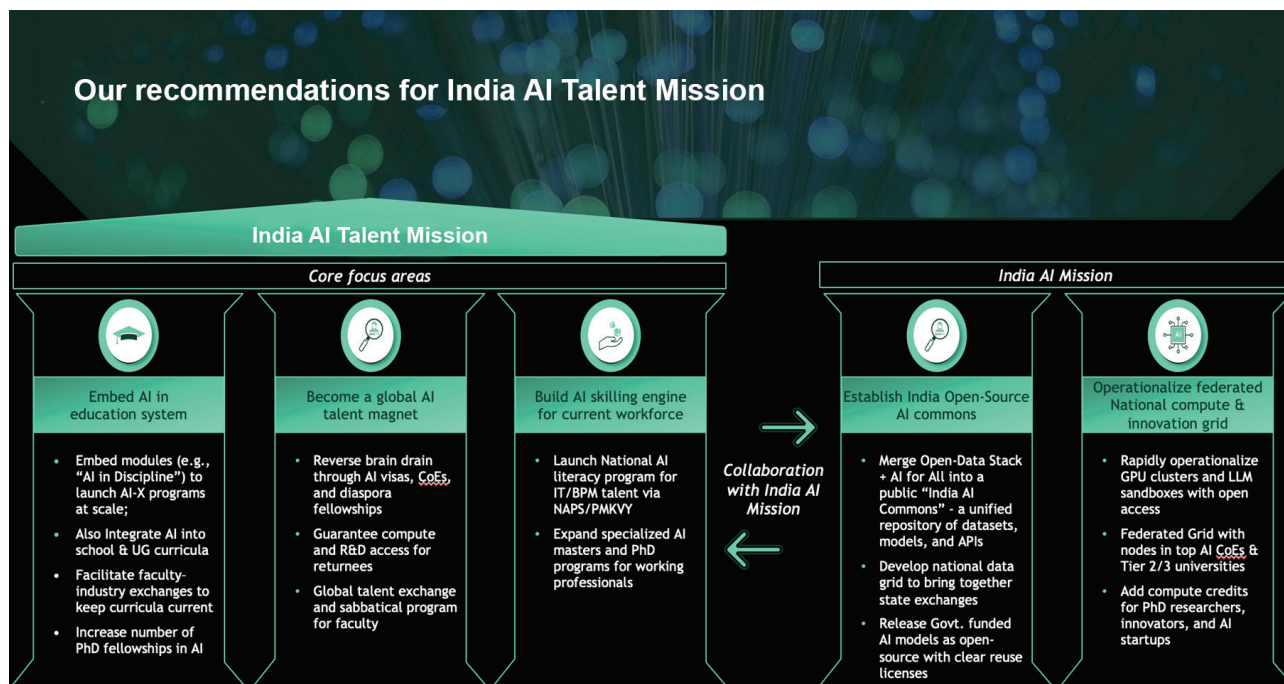 Our recommendations for India AI Talent Mission
India AI Talent Mission
Core focus areas
Embed AI in
education system
• Embed modules (e.g.,
“AI in Discipline”) to
launch AI-X programs
at scale;
• Also Integrate AI into
school & UG curricula
• Facilitate faculty-
industry exchanges to
keep curricula current
• Increase number of
PhD fellowships in AI
Become a global AI
talent magnet
• Reverse brain drain
through AI visas, CoEs,
and diaspora
fellowships
• Guarantee compute
and R&D access for
returnees
• Global talent exchange
and sabbatical program
for faculty
Build AI skilling engine
for current workforce
• Launch National AI
literacy program for
IT/BPM talent via
NAPS/PMKVY
• Expand specialized AI
masters and PhD
programs for working
professionals
Collaboration
with India AI
Mission
India AI Mission
Establish India Open-Source
AI commons
• Merge Open-Data Stack
+ AI for All into a
public “India AI
Commons” - a unified
repository of datasets,
models, and APIs
• Develop national data
grid to bring together
state exchanges
• Release Govt. funded
AI models as open-
source with clear reuse
licenses
Operationalize federated
National compute &
innovation grid
AI
• Rapidly operationalize
GPU clusters and LLM
sandboxes with open
access
• Federated Grid with
nodes in top AI CoEs &
Tier 2/3 universities
• Add compute credits
for PhD researchers,
innovators, and AI
startups